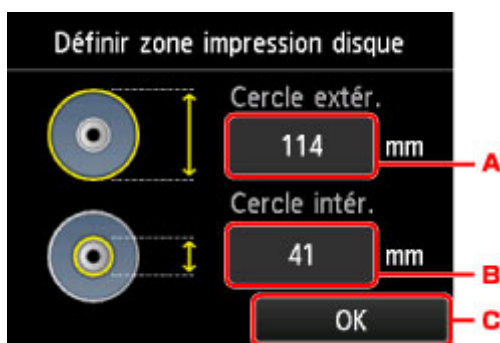 Définir zone impression disque
Cercle extér.
114 mm
A
Cercle intér.
41 mm
B
OK
C